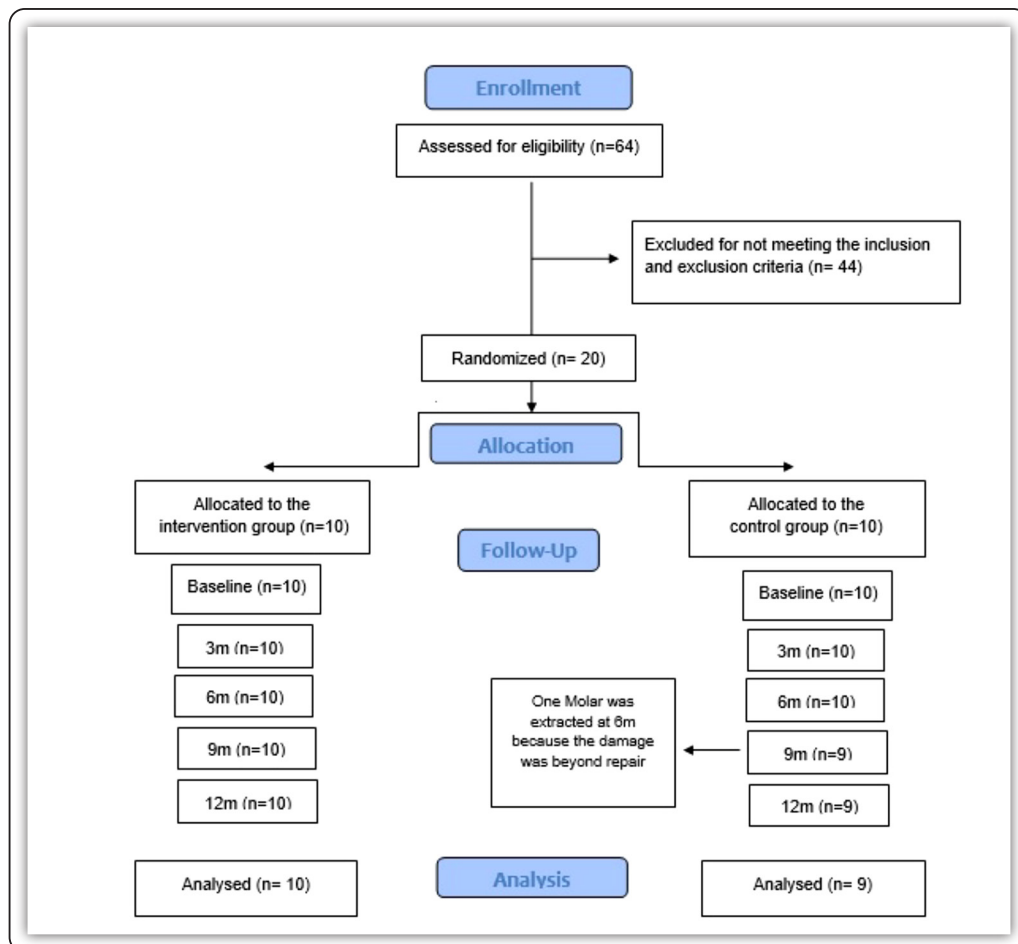 Enrollment
Assessed for eligibility (n=64)
Excluded for not meeting the inclusion
and exclusion criteria (n= 44)
Randomized (n= 20)
Allocation
Allocated to the
intervention group (n=10)
Allocated to the
control group (n=10)
Follow-Up
Baseline (n=10)
3m (n=10)
6m (n=10)
9m (n=10)
12m (n=10)
Baseline (n=10)
3m (n=10)
6m (n=10)
9m (n=9)
12m (n=9)
One Molar was
extracted at 6m
because the damage
was beyond repair
Analysis
Analysed (n= 10)
Analysed (n= 9)